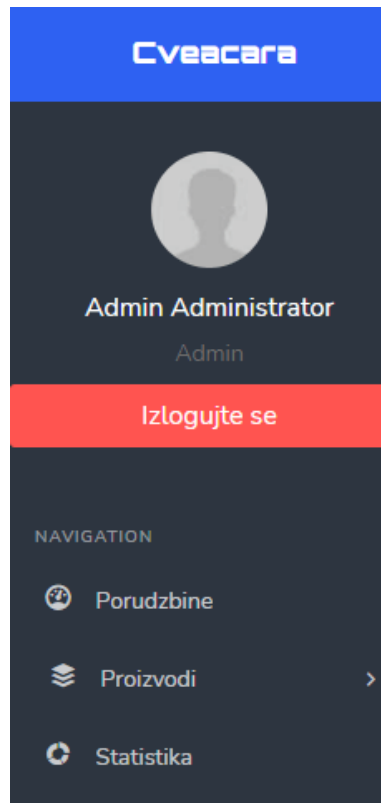 Cveacara
Admin Administrator
Admin
Izlogujte se
NAVIGATION
Porudzbine
Proizvodi
Statistika